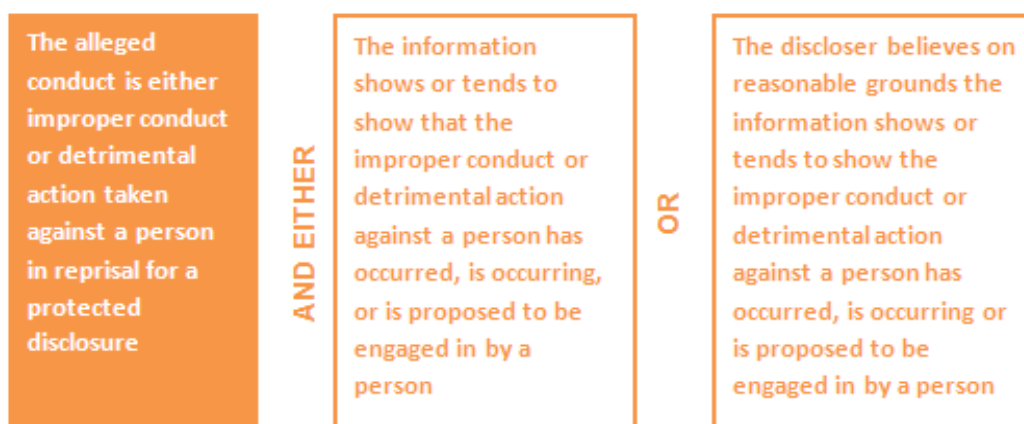 The alleged
conduct is either
improper conduct
or detrimental
action taken
against a person
in reprisal for a
protected
disclosure
AND EITHER
The information
shows or tends to
show that the
improper conduct or
detrimental action
against a person has
occurred, is occurring,
or is proposed to be
engaged in by a
person
OR
The discloser believes on
reasonable grounds the
information shows or
tends to show the
improper conduct or
detrimental action
against a person has
occurred, is occurring or
is proposed to be
engaged in by a person